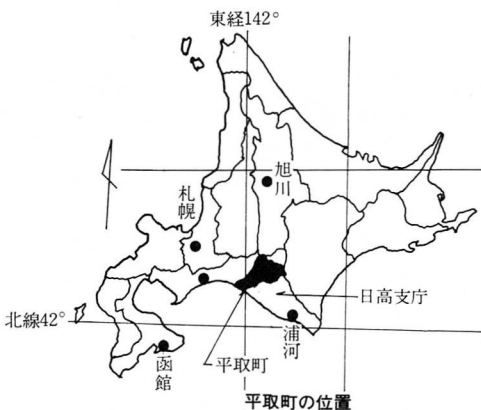 東経142°
旭川
札幌
日高支庁
北線42°
浦河
平取町
函館
平取町の位置